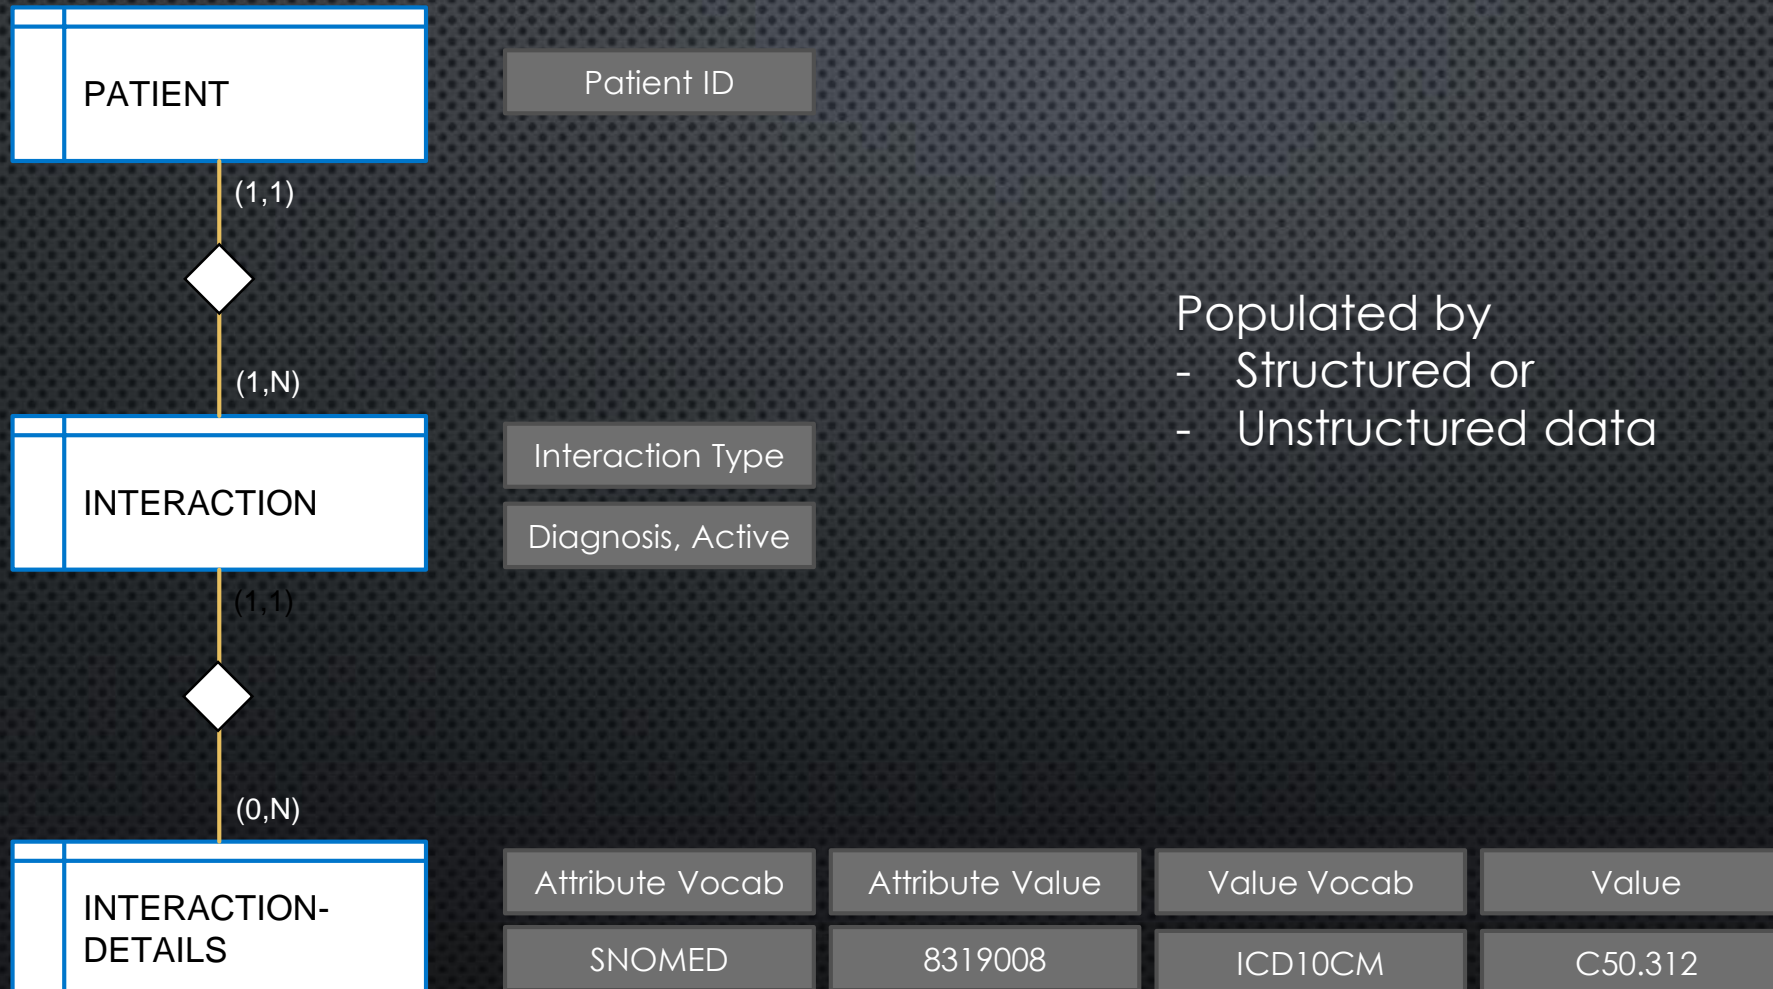 PATIENT
Patient ID
(1,1)
(1,N)
Populated by
- Structured or
- Unstructured data
INTERACTION
Interaction Type
Diagnosis, Active
(1,1)
(0,N)
INTERACTION-
DETAILS
Attribute Vocab
Attribute Value
Value Vocab
Value
SNOMED
8319008
ICD10CM
C50.312